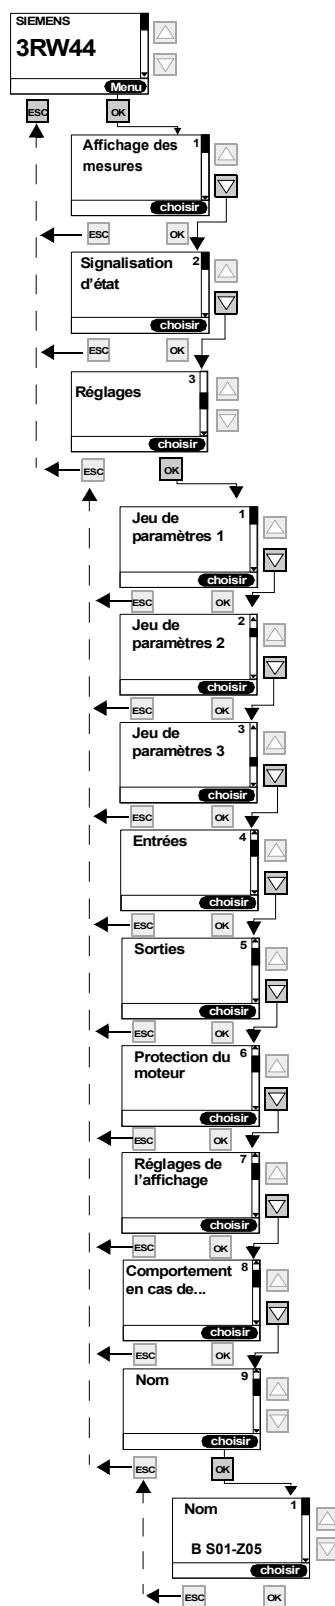 SIEMENS
3RW44
Menu
ESC OK
Affichage des 1
mesures
choisir
ESC OK
Signalisation 2
d'état
choisir
ESC OK
Réglages 3
choisir
ESC OK
Jeu de 1
paramètres 1
choisir
ESC OK
Jeu de 2
paramètres 2
choisir
ESC OK
Jeu de 3
paramètres 3
choisir
ESC OK
Entrées 4
choisir
ESC OK
Sorties 5
choisir
ESC OK
Protection du 6
moteur
choisir
ESC OK
Réglages de 7
l'affichage
choisir
ESC OK
Comportement 8
en cas de...
choisir
ESC OK
Nom 9
choisir
ESC OK
Nom 1
B S01-Z05
choisir
ESC OK